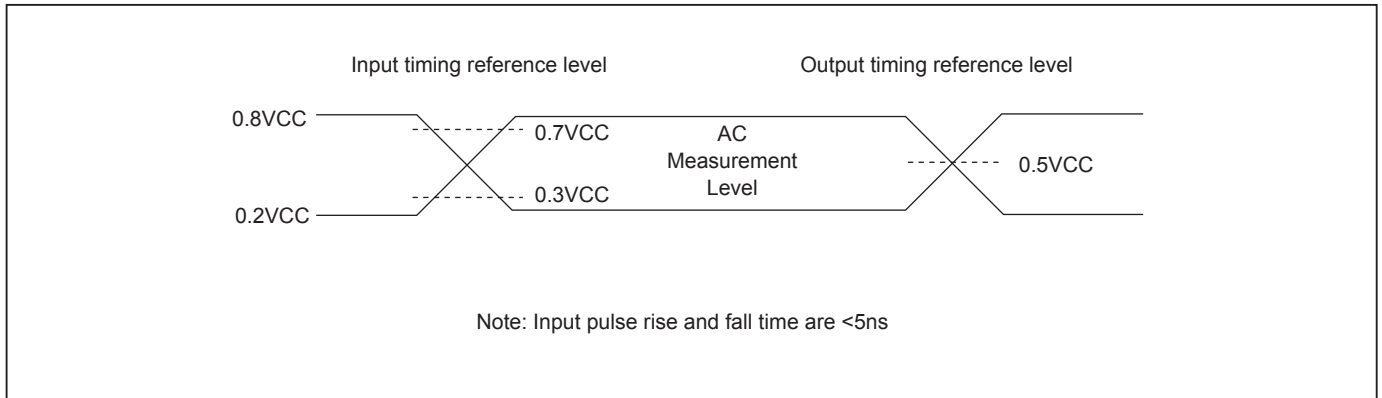 Input timing reference level
Output timing reference level
0.8VCC
0.7VCC
AC
Measurement
Level
0.5VCC
0.3VCC
0.2VCC
Note: Input pulse rise and fall time are <5ns